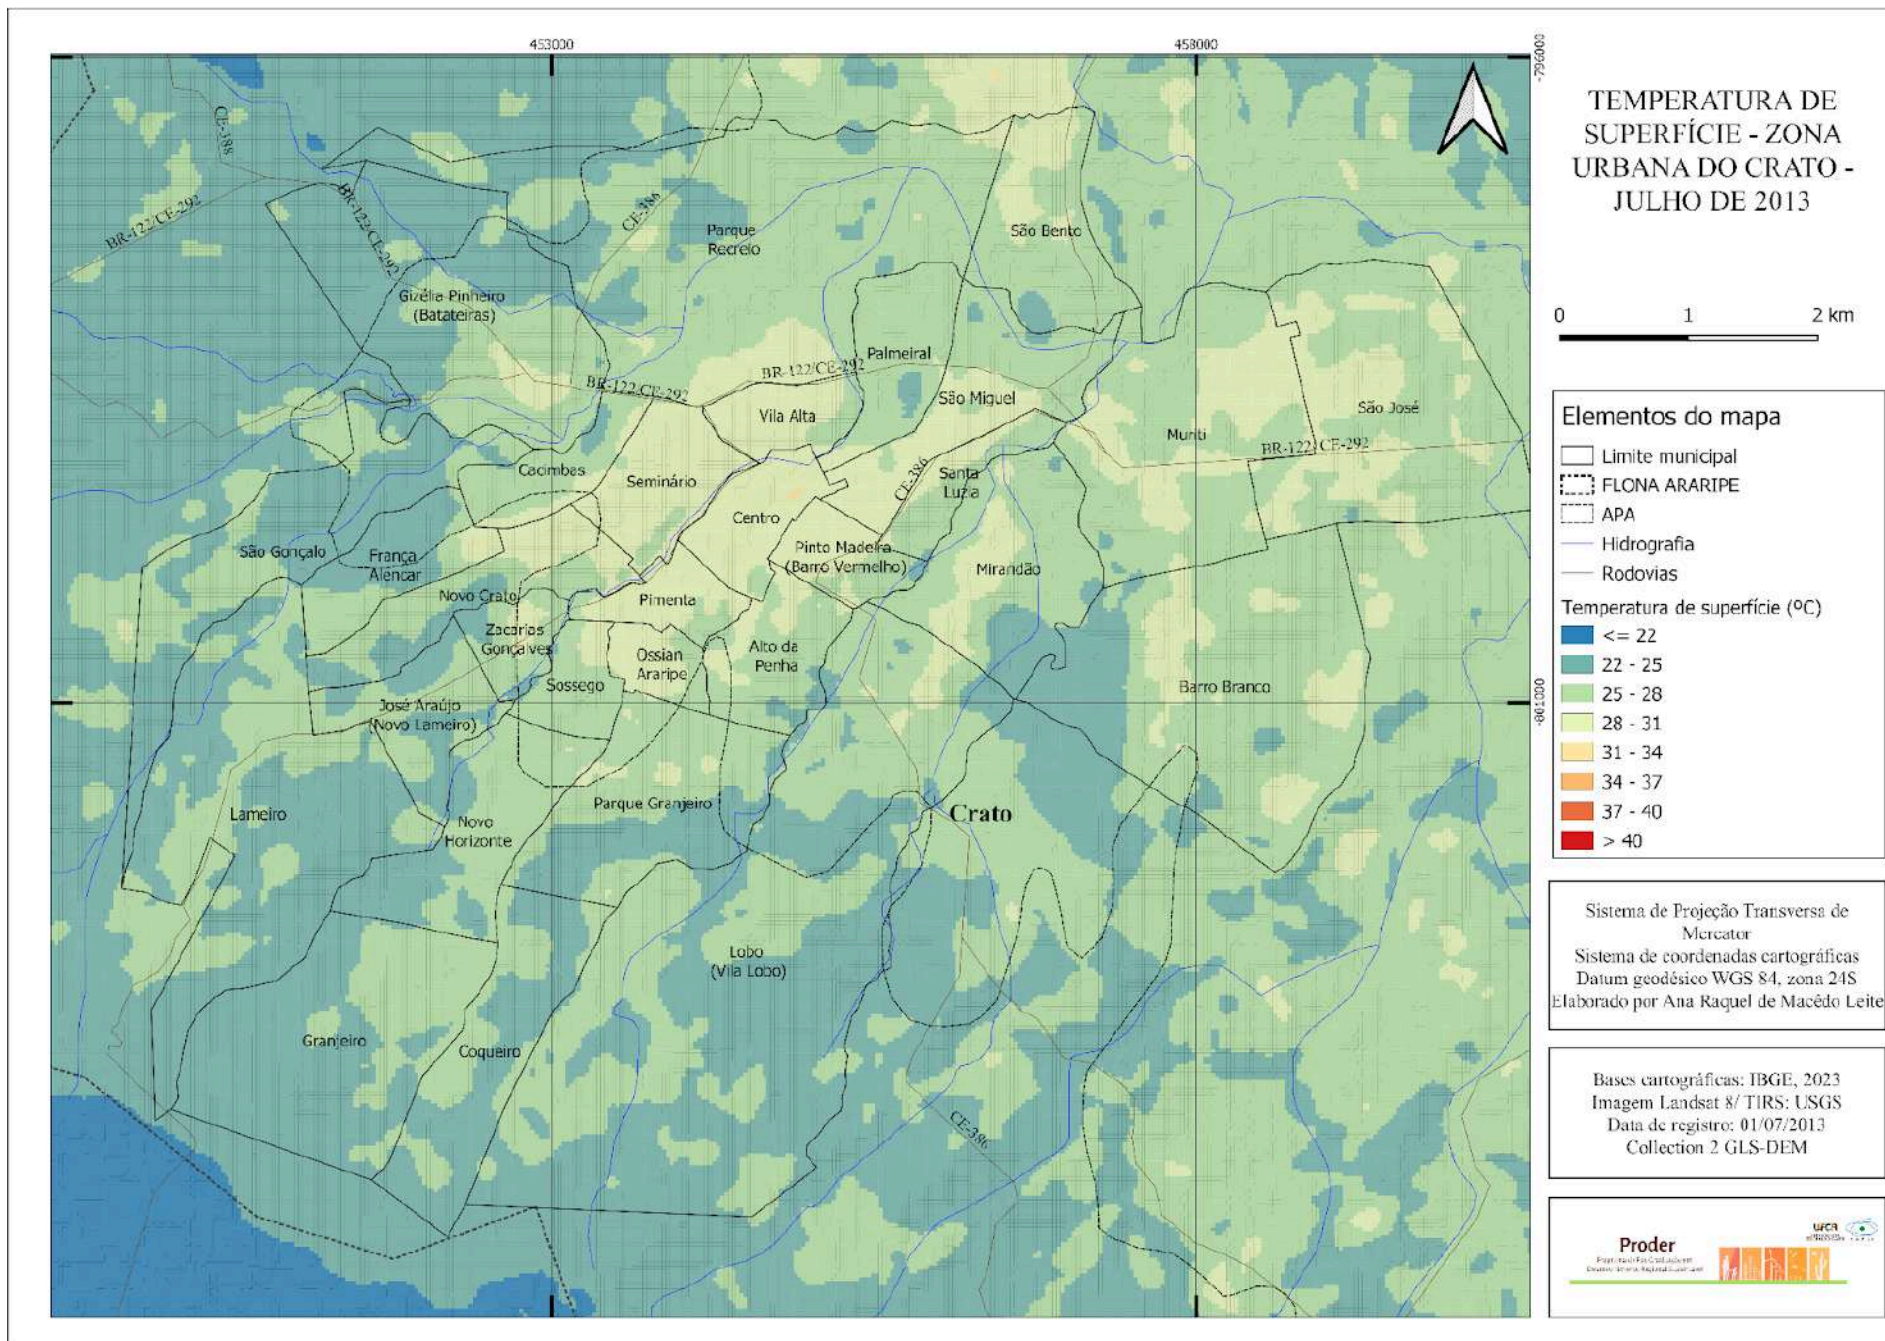 453000
458000
-796000
-801000
TEMPERATURA DE
SUPERFÍCIE - ZONA
URBANA DO CRATO -
JULHO DE 2013
0 1 2 km
CE-388
BR-122/CE-292
BR-122/CE-292
CE-386
Parque
Recreio
São Bento
Gizélia Pinheiro
(Batateiras)
BR-122/CE-292
BR-122/CE-292
Palmeiral
Vila Alta
São Miguel
São José
Muriti
BR-122/CE-292
Cacimbas
Seminário
CE-386
Santa
Luzia
Centro
São Gonçalo
França
Alencar
Pinto Madeira
(Barro Vermelho)
Mirandão
Novo Crato
Pimenta
Zacarias
Gonçalves
Ossian
Araripe
Alto da
Penha
Sossego
Barro Branco
José Araújo
(Novo Lameiro)
Lameiro
Novo
Horizonte
Parque Granjeiro
Crato
Lobo
(Vila Lobo)
Granjeiro
Coqueiro
CE-386
Elementos do mapa
Limite municipal
FLONA ARARIPE
APA
Hidrografia
Rodovias
Temperatura de superfície (ºC)
<= 22
22 - 25
25 - 28
28 - 31
31 - 34
34 - 37
37 - 40
> 40
Sistema de Projeção Transversa de
Mercator
Sistema de coordenadas cartográficas
Datum geodésico WGS 84, zona 24S
Elaborado por Ana Raquel de Macêdo Leite
Bases cartográficas: IBGE, 2023
Imagem Landsat 8/ TIRS: USGS
Data de registro: 01/07/2013
Collection 2 GLS-DEM
Proder
UFCA